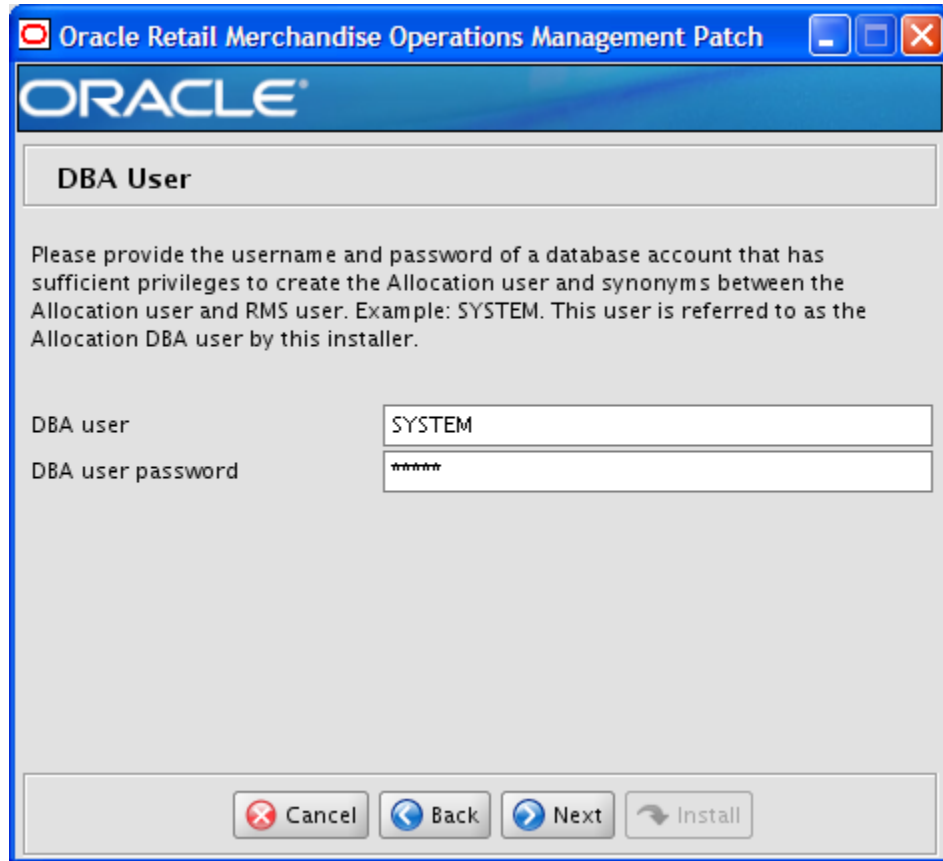 Oracle Retail Merchandise Operations Management Patch
ORACLE®
DBA User
Please provide the username and password of a database account that has
sufficient privileges to create the Allocation user and synonyms between the
Allocation user and RMS user. Example: SYSTEM. This user is referred to as the
Allocation DBA user by this installer.
DBA user SYSTEM
DBA user password *****
Cancel Back Next Install